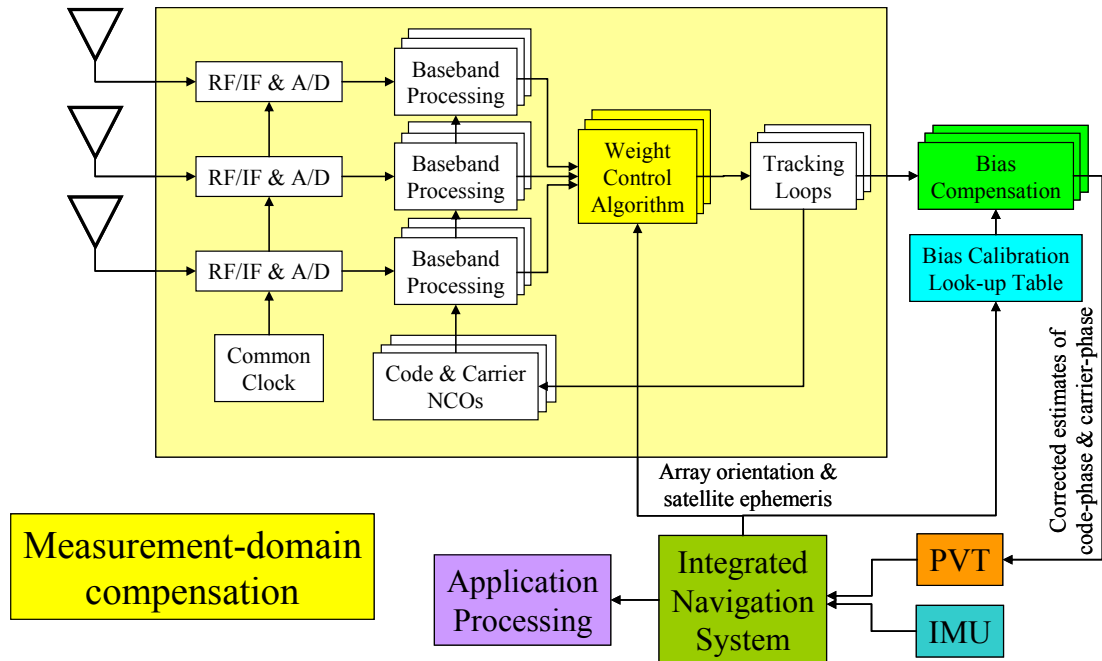 RF/IF & A/D
Baseband
Processing
RF/IF & A/D
Baseband
Processing
Weight
Control
Algorithm
Tracking
Loops
Bias
Compensation
RF/IF & A/D
Baseband
Processing
Bias Calibration
Look-up Table
Common
Clock
Code & Carrier
NCOs
Corrected estimates of
code-phase & carrier-phase
Array orientation &
satellite ephemeris
Measurement-domain
compensation
Application
Processing
Integrated
Navigation
System
PVT
IMU